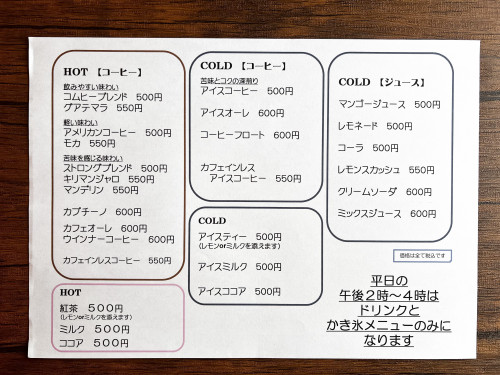 HOT 【コーヒー】
飲みやすい味わい
コムヒーブレンド 500円
グアテマラ 550円
軽い味わい
アメリカンコーヒー 500円
モカ 550円
苦味を感じる味わい
ストロングブレンド 500円
キリマンジャロ 550円
マンデリン 550円
カプチーノ 600円
カフェオーレ 600円
ウインナーコーヒー 600円
カフェインレスコーヒー 550円
HOT
紅茶 500円
(レモンorミルクを添えます)
ミルク 500円
ココア 500円
COLD 【コーヒー】
苦味とコクの深煎り
アイスコーヒー 500円
アイスオーレ 600円
コーヒーフロート 600円
カフェインレス
アイスコーヒー 550円
COLD
アイスティー 500円
(レモンorミルクを添えます)
アイスミルク 500円
アイスココア 500円
COLD 【ジュース】
マンゴージュース 500円
レモネード 500円
コーラ 500円
レモンスカッシュ 550円
クリームソーダ 600円
ミックスジュース 600円
価格は全て税込です
平日の
午後2時～4時は
ドリンクと
かき氷メニューのみに
なります